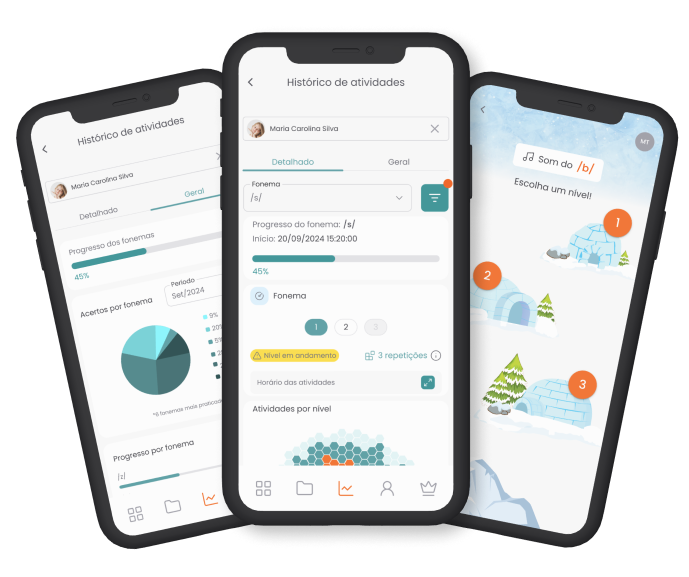 Histórico de atividades
Maria Carolina Silva
Detalhado
Geral
Progresso dos fonemas
45%
Acertos por fonema
Período
Set/2024
9%
20%
*6 fonemas mais
Progresso por fonema
/z/
Histórico de atividades
Maria Carolina Silva
Detalhado
Geral
Fonema
/s/
Progresso do fonema: /s/
Início: 20/09/2024 15:20:00
45%
Fonema
1
2
3
Nível em andamento
3 repetições
Horário das atividades
Atividades por nível
MT
Som do /b/
Escolha um nível!
1
2
3